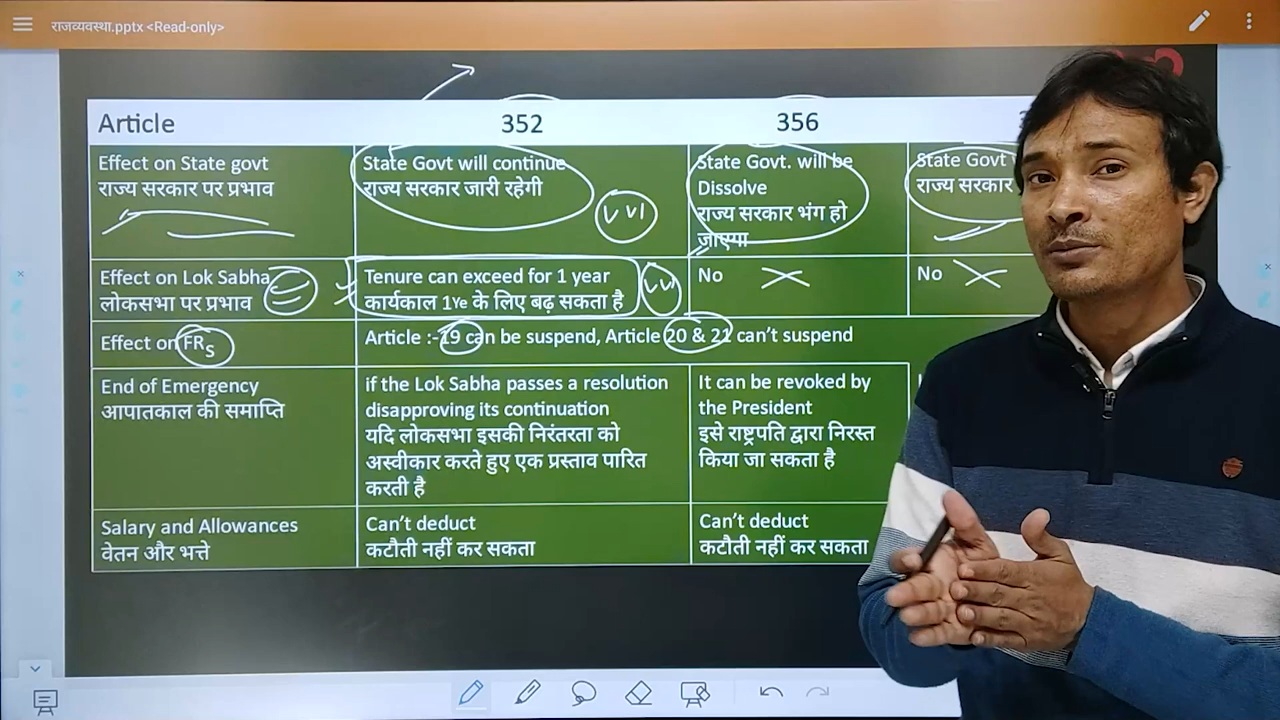 राजव्यवस्था.pptx <Read-only>
Article 352 356
Effect on State govt
राज्य सरकार पर प्रभाव
State Govt will continue
राज्य सरकार जारी रहेगी
V VI
State Govt. will be
Dissolve
राज्य सरकार भंग हो
जाएगा
State Govt
राज्य सरकार
Effect on Lok Sabha
लोकसभा पर प्रभाव
Tenure can exceed for 1 year
कार्यकाल 1Ye के लिए बढ़ सकता है
VVI
No
No
Effect on FRs
Article :-19 can be suspend, Article 20 & 21 can’t suspend
End of Emergency
आपातकाल की समाप्ति
if the Lok Sabha passes a resolution
disapproving its continuation
यदि लोकसभा इसकी निरंतरता को
अस्वीकार करते हुए एक प्रस्ताव पारित
करती है
It can be revoked by
the President
इसे राष्ट्रपति द्वारा निरस्त
किया जा सकता है
Salary and Allowances
वेतन और भत्ते
Can’t deduct
कटौती नहीं कर सकता
Can’t deduct
कटौती नहीं कर सकता